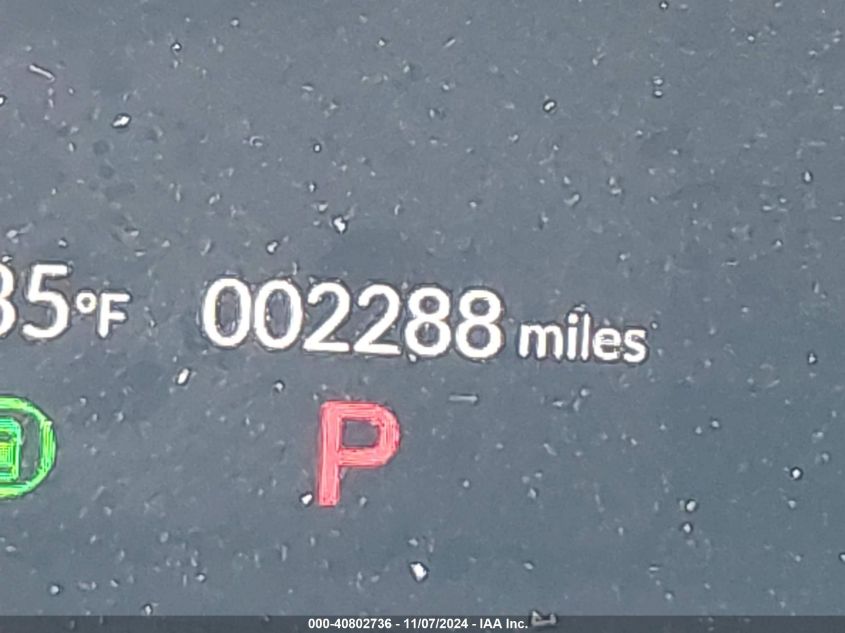 35°F 002288 miles
P
000-40802736 - 11/07/2024 - IAA Inc.